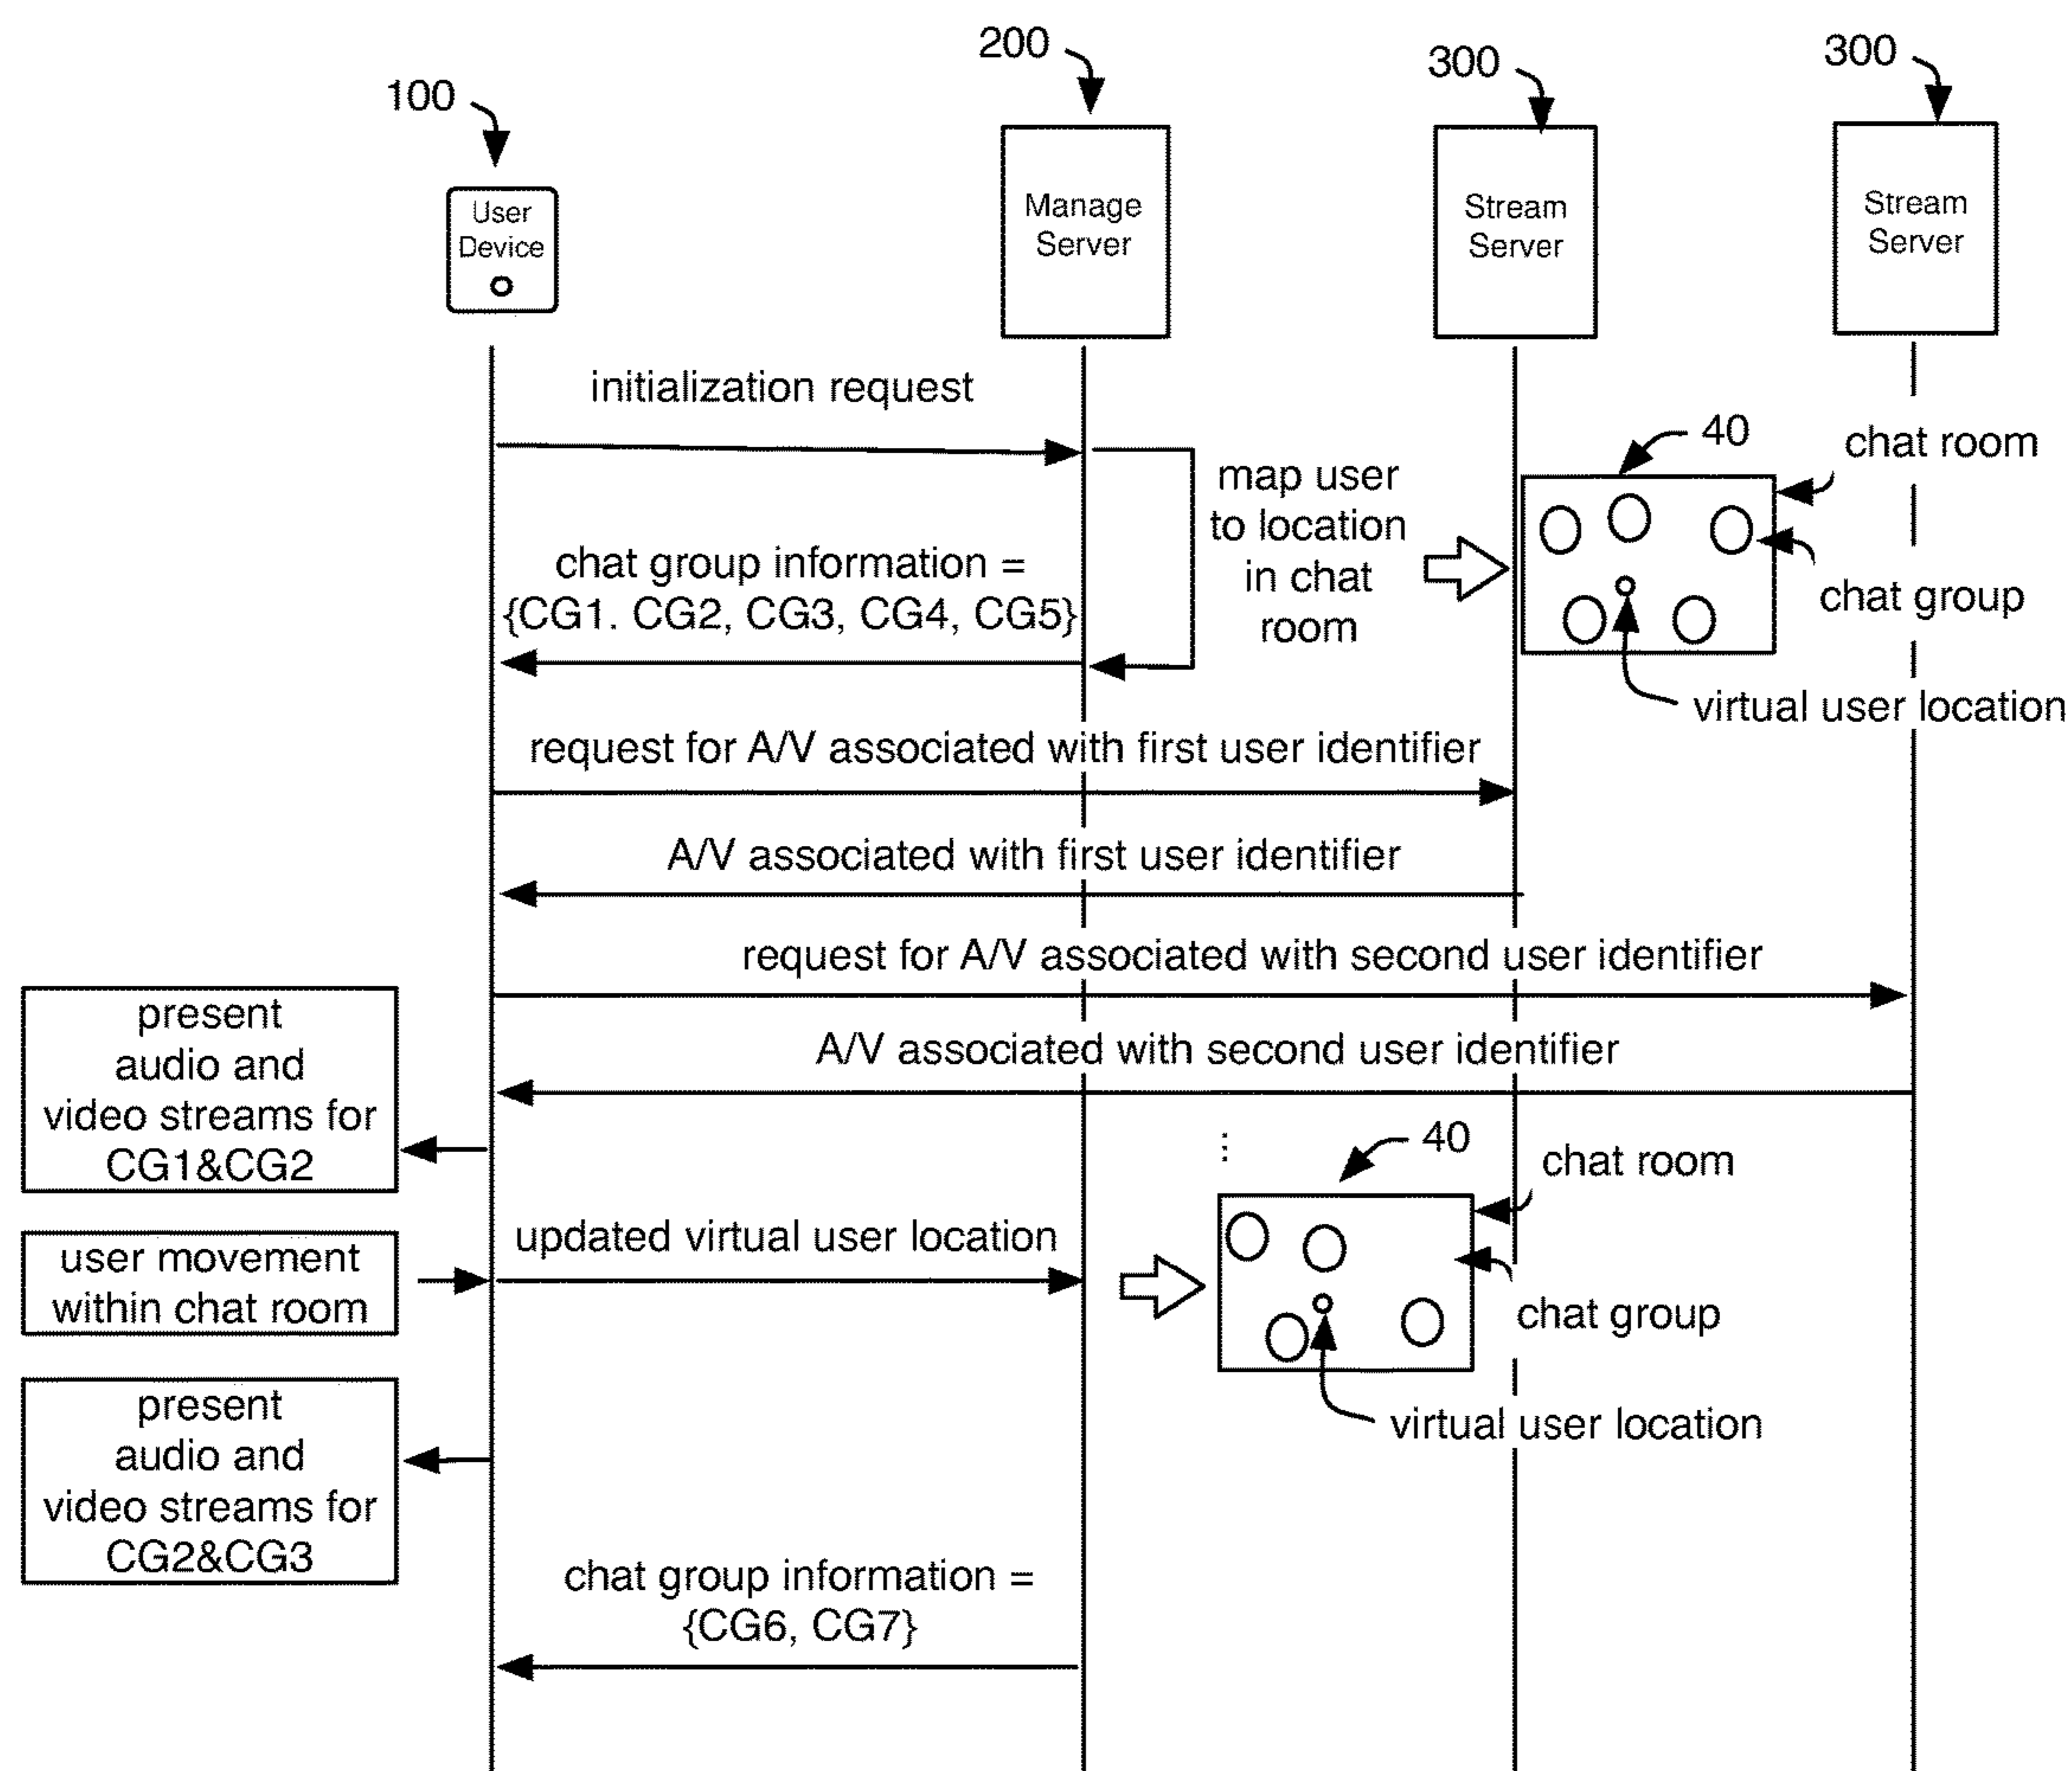 200
300
300
100
User
Device
Manage
Server
Stream
Server
Stream
Server
initialization request
40
chat room
map user
to location
in chat
room
chat group information =
{CG1. CG2, CG3, CG4, CG5}
chat group
virtual user location
request for A/V associated with first user identifier
A/V associated with first user identifier
request for A/V associated with second user identifier
present
audio and
video streams for
CG1&CG2
A/V associated with second user identifier
⋮
40
chat room
updated virtual user location
user movement
within chat room
chat group
virtual user location
present
audio and
video streams for
CG2&CG3
chat group information =
{CG6, CG7}